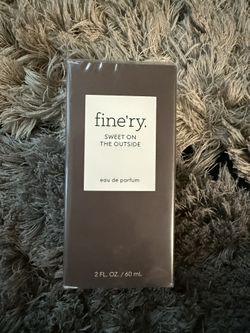 fine'ry.
SWEET ON
THE OUTSIDE
eau de parfum
2 FL. OZ. / 60 mL